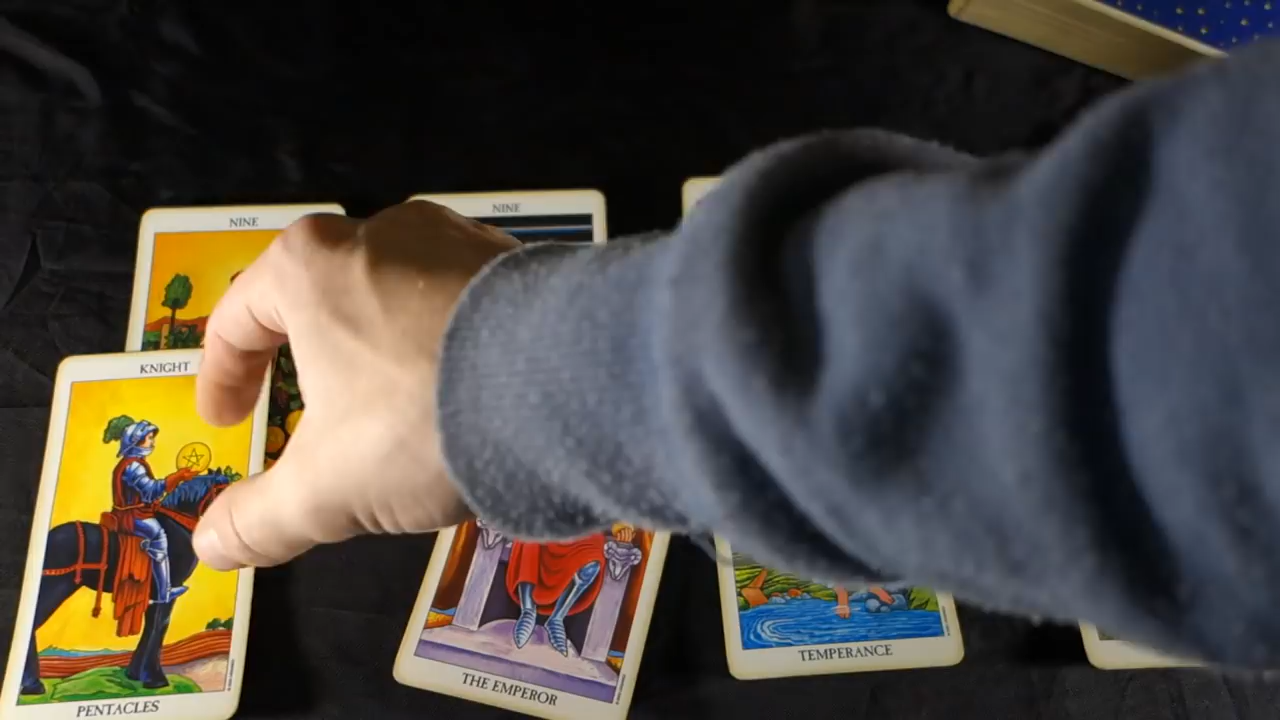 NINE
NINE
KNIGHT
PENTACLES
THE EMPEROR
TEMPERANCE